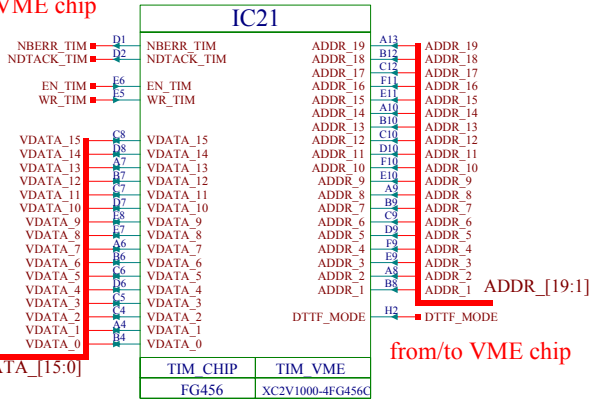 VME chip
IC21
NBERR_TIM D1 NBERR_TIM ADDR_19 A13 ADDR_19
NDTACK_TIM D2 NDTACK_TIM ADDR_18 B12 ADDR_18
ADDR_17 C12 ADDR_17
EN_TIM E6 EN_TIM ADDR_16 F11 ADDR_16
WR_TIM E5 WR_TIM ADDR_15 E11 ADDR_15
ADDR_14 A10 ADDR_14
ADDR_13 B10 ADDR_13
VDATA_15 C8 VDATA_15 ADDR_12 C10 ADDR_12
VDATA_14 D8 VDATA_14 ADDR_11 D10 ADDR_11
VDATA_13 A7 VDATA_13 ADDR_10 F10 ADDR_10
VDATA_12 B7 VDATA_12 ADDR_9 E10 ADDR_9
VDATA_11 C7 VDATA_11 ADDR_8 A9 ADDR_8
VDATA_10 D7 VDATA_10 ADDR_7 B9 ADDR_7
VDATA_9 E8 VDATA_9 ADDR_6 C9 ADDR_6
VDATA_8 E7 VDATA_8 ADDR_5 D9 ADDR_5
VDATA_7 A6 VDATA_7 ADDR_4 F9 ADDR_4
VDATA_6 B6 VDATA_6 ADDR_3 E9 ADDR_3
VDATA_5 C6 VDATA_5 ADDR_2 A8 ADDR_2
VDATA_4 D6 VDATA_4 ADDR_1 B8 ADDR_1 ADDR_[19:1]
VDATA_3 C5 VDATA_3
VDATA_2 C4 VDATA_2 DTTF_MODE H2 DTTF_MODE
VDATA_1 A4 VDATA_1
VDATA_0 B4 VDATA_0
from/to VME chip
ATA_[15:0] TIM_CHIP TIM_VME
FG456 XC2V1000-4FG456C